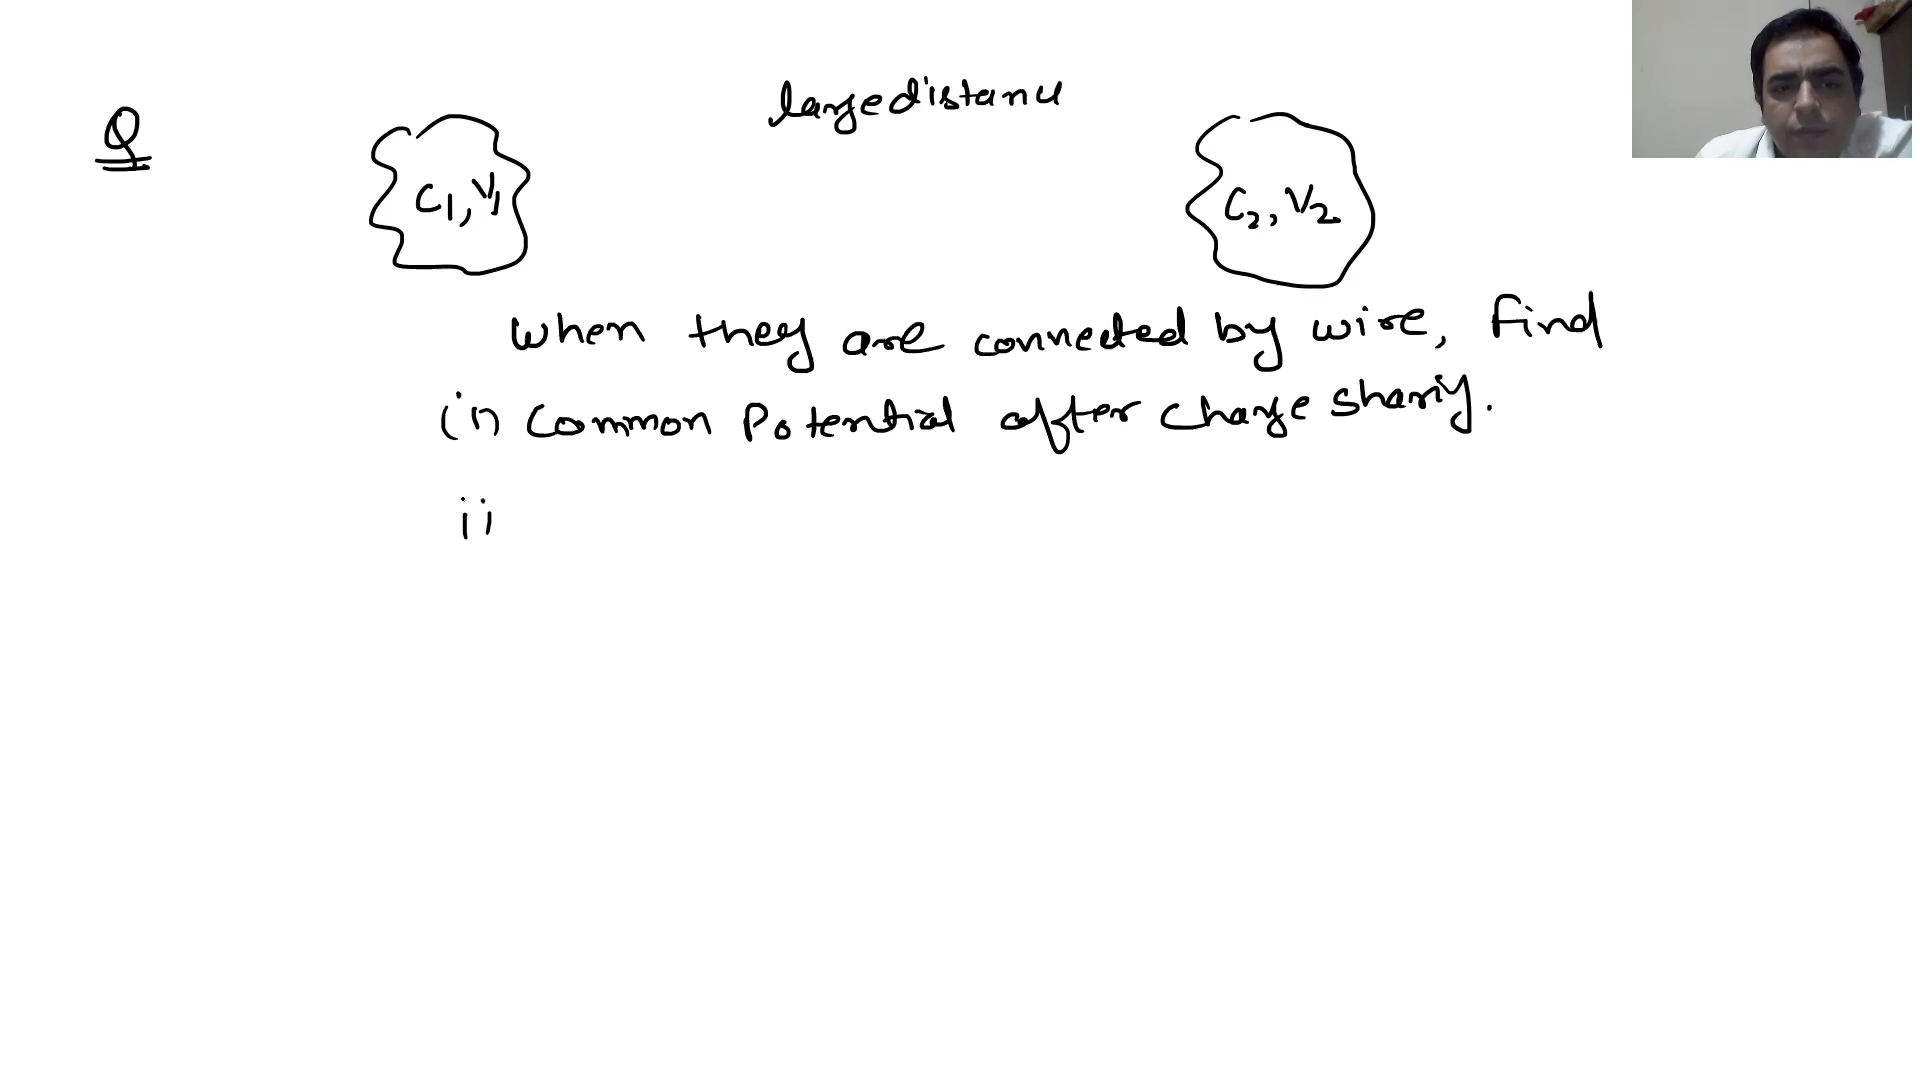 Q
large distance
C1, V1
C2, V2
when they are connected by wire, find
(i) Common Potential after charge sharing.
ii